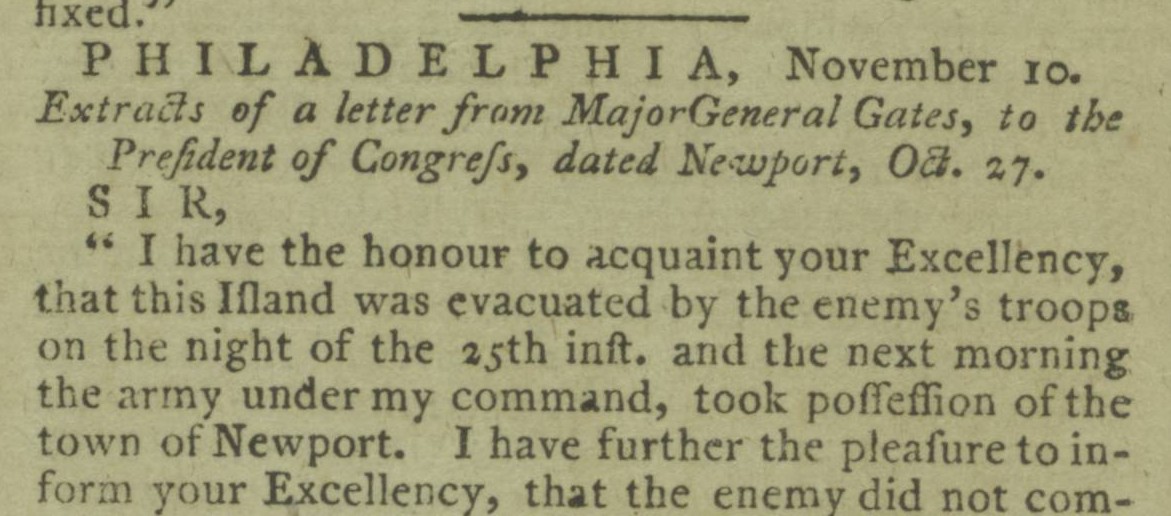 fixed.”
PHILADELPHIA, November 10.
Extracts of a letter from MajorGeneral Gates, to the
Preſident of Congreſs, dated Newport, Oct. 27.
SIR,
“ I have the honour to acquaint your Excellency,
that this Iſland was evacuated by the enemy’s troops
on the night of the 25th inſt. and the next morning
the army under my command, took poſſeſſion of the
town of Newport. I have further the pleaſure to in-
form your Excellency, that the enemy did not com-